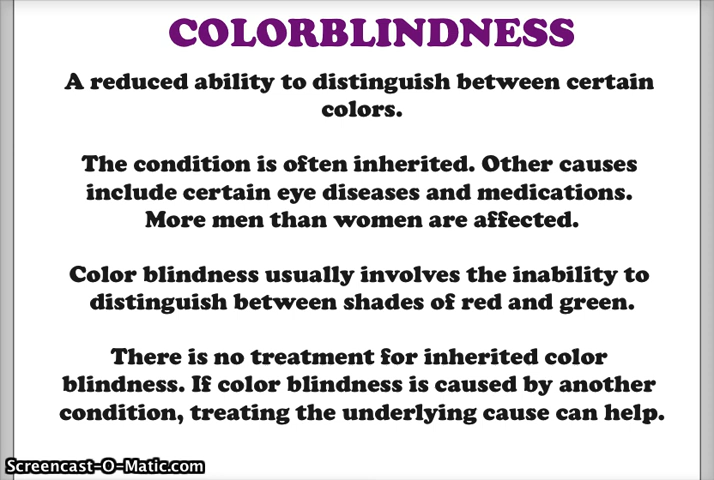 COLORBLINDNESS
A reduced ability to distinguish between certain
colors.
The condition is often inherited. Other causes
include certain eye diseases and medications.
More men than women are affected.
Color blindness usually involves the inability to
distinguish between shades of red and green.
There is no treatment for inherited color
blindness. If color blindness is caused by another
condition, treating the underlying cause can help.
Screencast-O-Matic.com